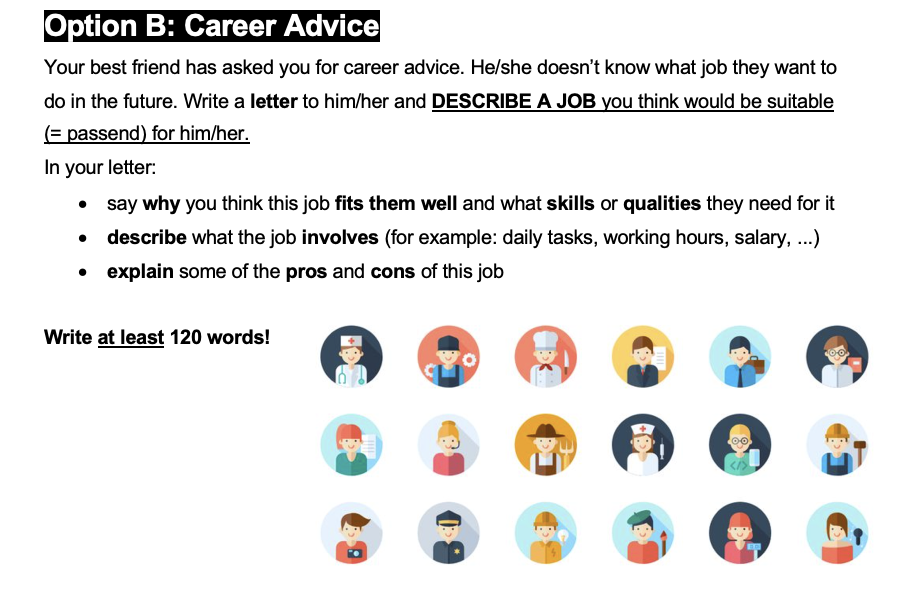 Option B: Career Advice
Your best friend has asked you for career advice. He/she doesn’t know what job they want to
do in the future. Write a letter to him/her and DESCRIBE A JOB you think would be suitable
(= passend) for him/her.
In your letter:
• say why you think this job fits them well and what skills or qualities they need for it
• describe what the job involves (for example: daily tasks, working hours, salary, ...)
• explain some of the pros and cons of this job
Write at least 120 words!